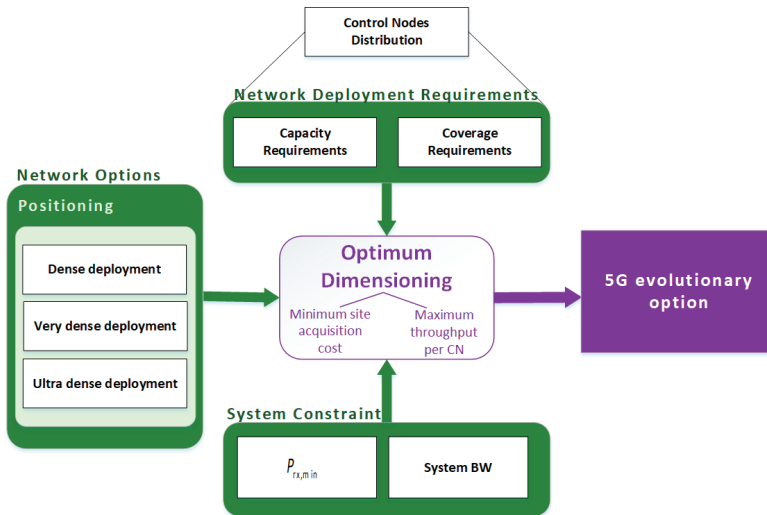 Control Nodes
Distribution
Network Deployment Requirements
Capacity
Requirements
Coverage
Requirements
Network Options
Positioning
Dense deployment
Very dense deployment
Ultra dense deployment
Optimum
Dimensioning
Minimum site
acquisition
cost
Maximum
throughput
per CN
5G evolutionary
option
System Constraint
P rx,min
System BW